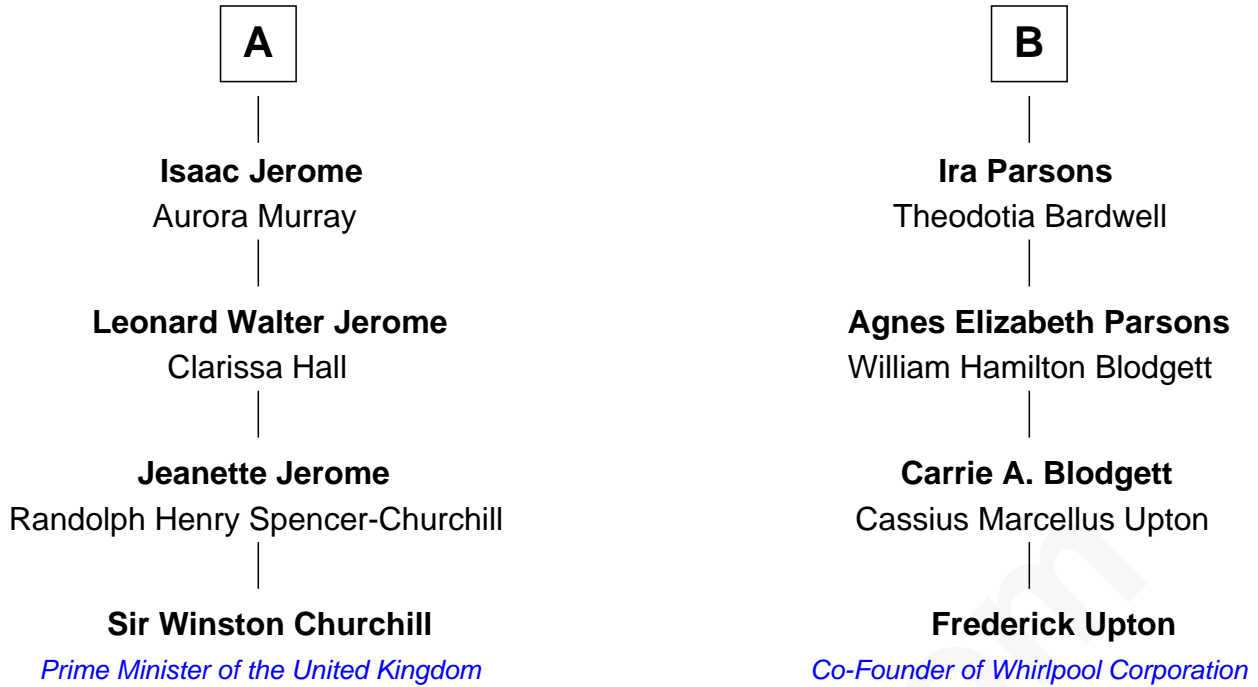 A
B
Isaac Jerome
Aurora Murray
Ira Parsons
Theodotia Bardwell
Leonard Walter Jerome
Clarissa Hall
Agnes Elizabeth Parsons
William Hamilton Blodgett
Jeanette Jerome
Randolph Henry Spencer-Churchill
Carrie A. Blodgett
Cassius Marcellus Upton
Sir Winston Churchill
Prime Minister of the United Kingdom
Frederick Upton
Co-Founder of Whirlpool Corporation
om